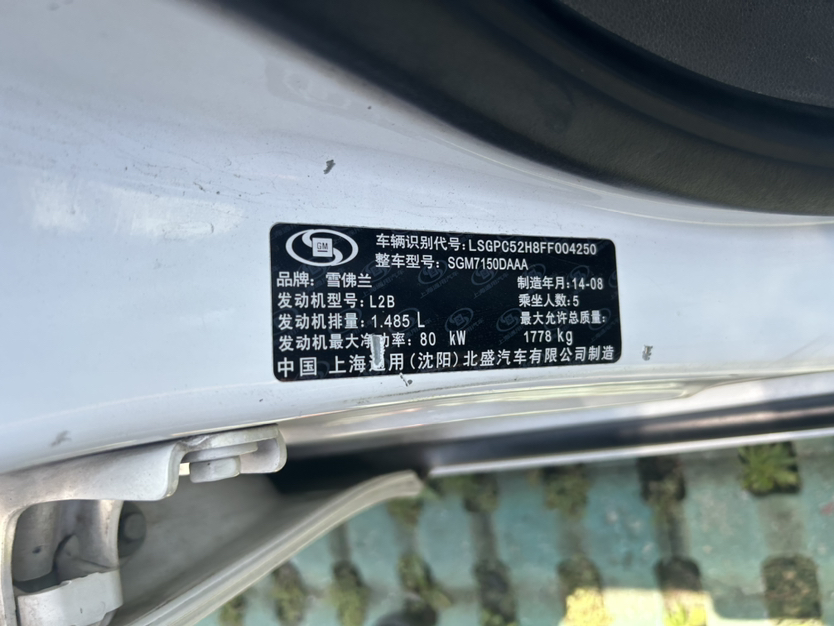 GM
车辆识别代号:LSGPC52H8FF004250
整车型号: SGM7150DAAA
品牌: 雪佛兰 制造年月:14-08
发动机型号: L2B 乘坐人数:5
发动机排量: 1.485 L 最大允许总质量:
发动机最大净功率: 80 kW 1778 kg
中国 上海通用(沈阳)北盛汽车有限公司制造